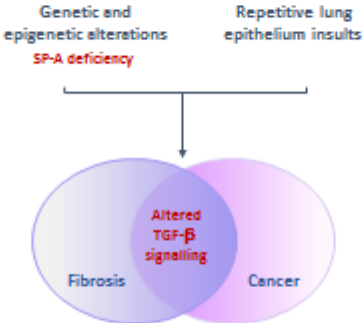 Genetic and
epigenetic alterations
SP-A deficiency
Repetitive lung
epithelium insults
Altered
TGF-β
signalling
Fibrosis
Cancer